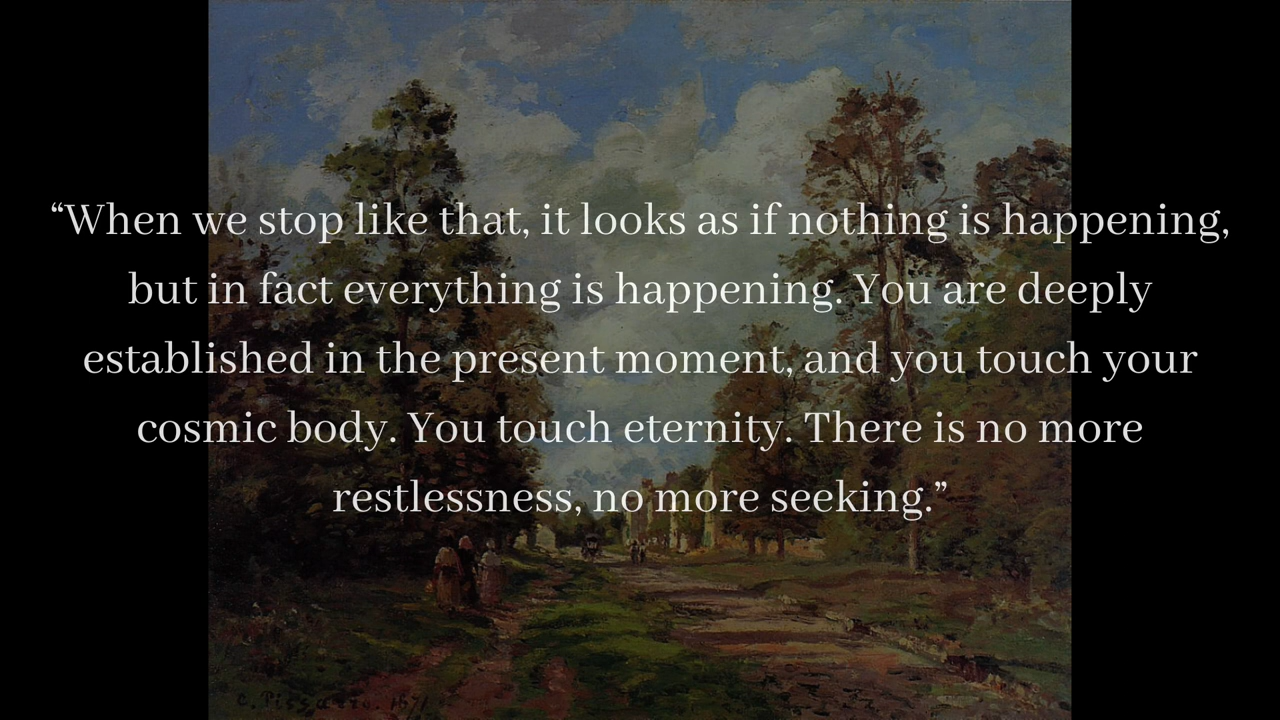 “When we stop like that, it looks as if nothing is happening,
but in fact everything is happening. You are deeply
established in the present moment, and you touch your
cosmic body. You touch eternity. There is no more
restlessness, no more seeking.”
C. Pissarro. 1871